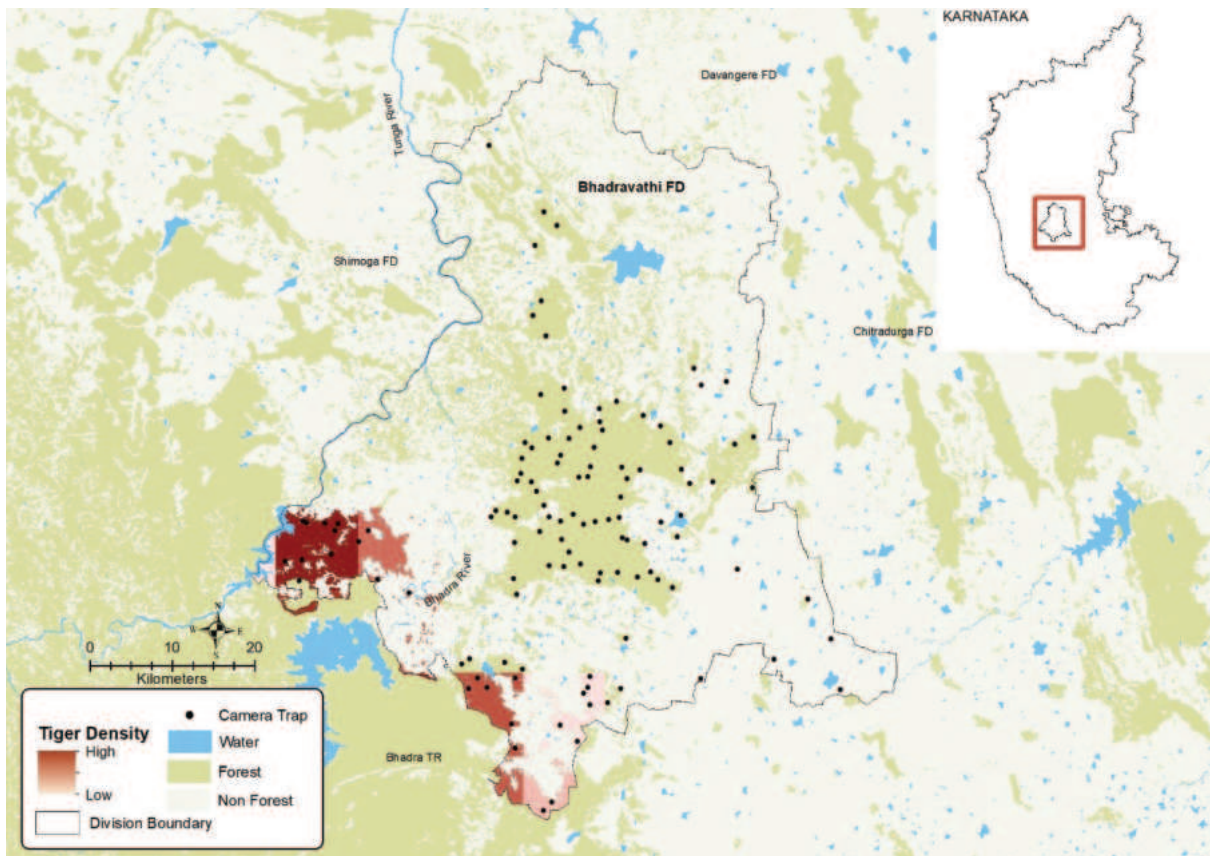 KARNATAKA
Davangere FD
Tunga River
Bhadravathi FD
Shimoga FD
Chitradurga FD
Bhadra River
N
E
S
0 10 20
Kilometers
Bhadra TR
Tiger Density
High
Low
Division Boundary
Camera Trap
Water
Forest
Non Forest